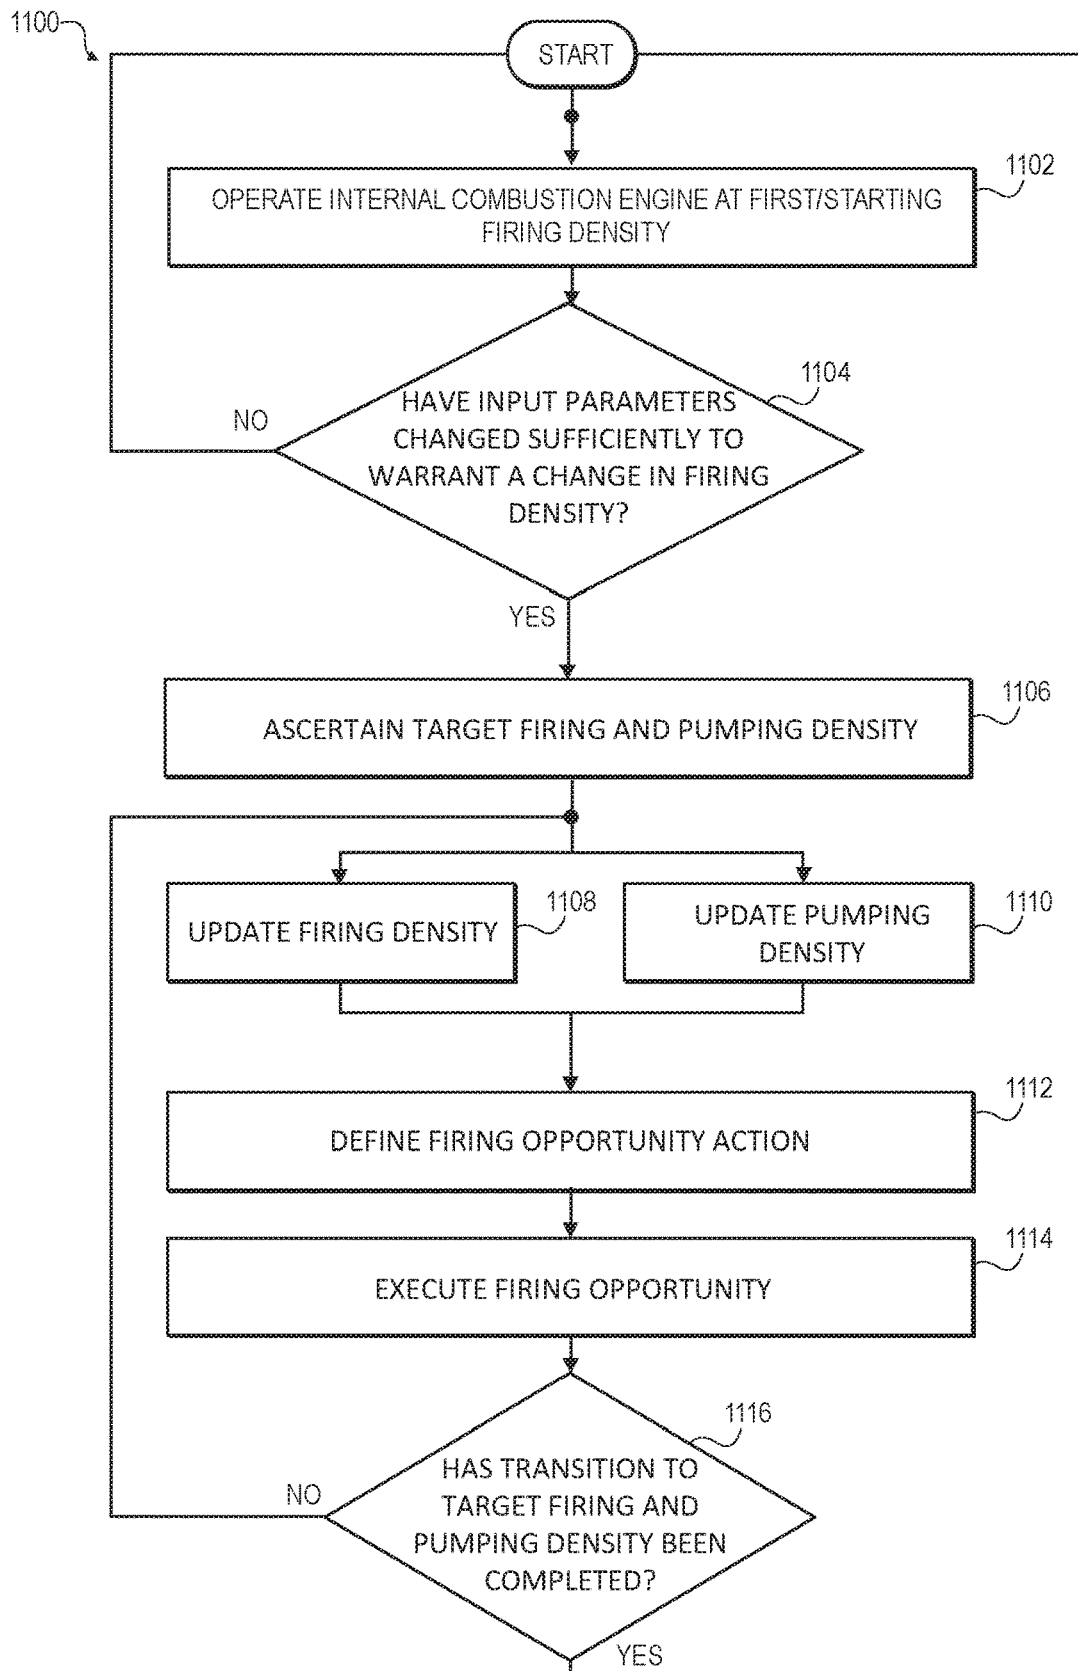 1100
START
1102
OPERATE INTERNAL COMBUSTION ENGINE AT FIRST/STARTING
FIRING DENSITY
1104
HAVE INPUT PARAMETERS
CHANGED SUFFICIENTLY TO
WARRANT A CHANGE IN FIRING
DENSITY?
NO
YES
1106
ASCERTAIN TARGET FIRING AND PUMPING DENSITY
1108
UPDATE FIRING DENSITY
1110
UPDATE PUMPING
DENSITY
1112
DEFINE FIRING OPPORTUNITY ACTION
1114
EXECUTE FIRING OPPORTUNITY
1116
HAS TRANSITION TO
TARGET FIRING AND
PUMPING DENSITY BEEN
COMPLETED?
NO
YES